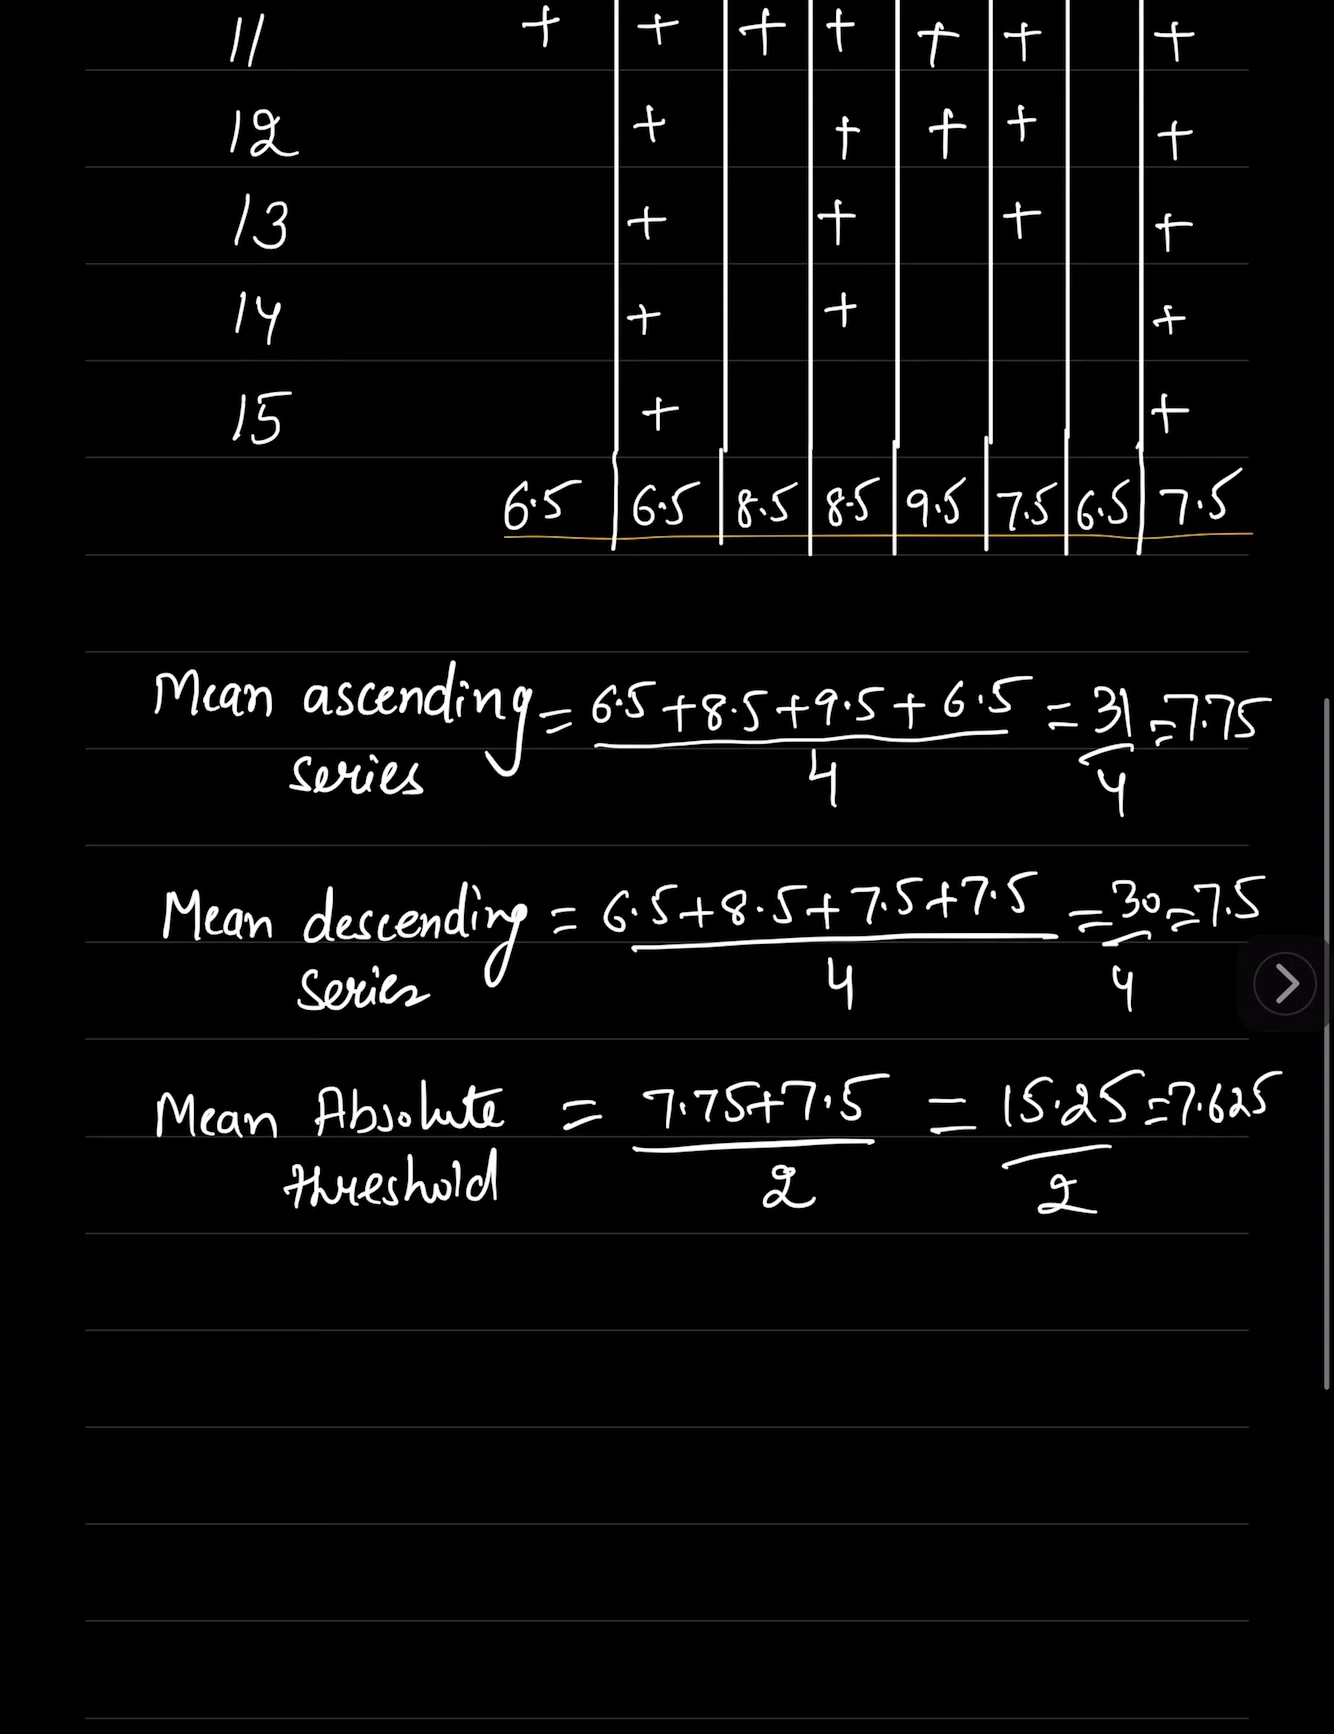 11 + + + + + + +
12 + + + + +
13 + + + +
14 + + +
15 + +
6.5 | 6.5 | 8.5 | 8.5 | 9.5 | 7.5 | 6.5 | 7.5
Mean ascending = 6.5+8.5+9.5+6.5 = 31 = 7.75
series 4 4
Mean descending = 6.5+8.5+7.5+7.5 = 30 = 7.5
series 4 4
Mean Absolute = 7.75+7.5 = 15.25 = 7.625
threshold 2 2